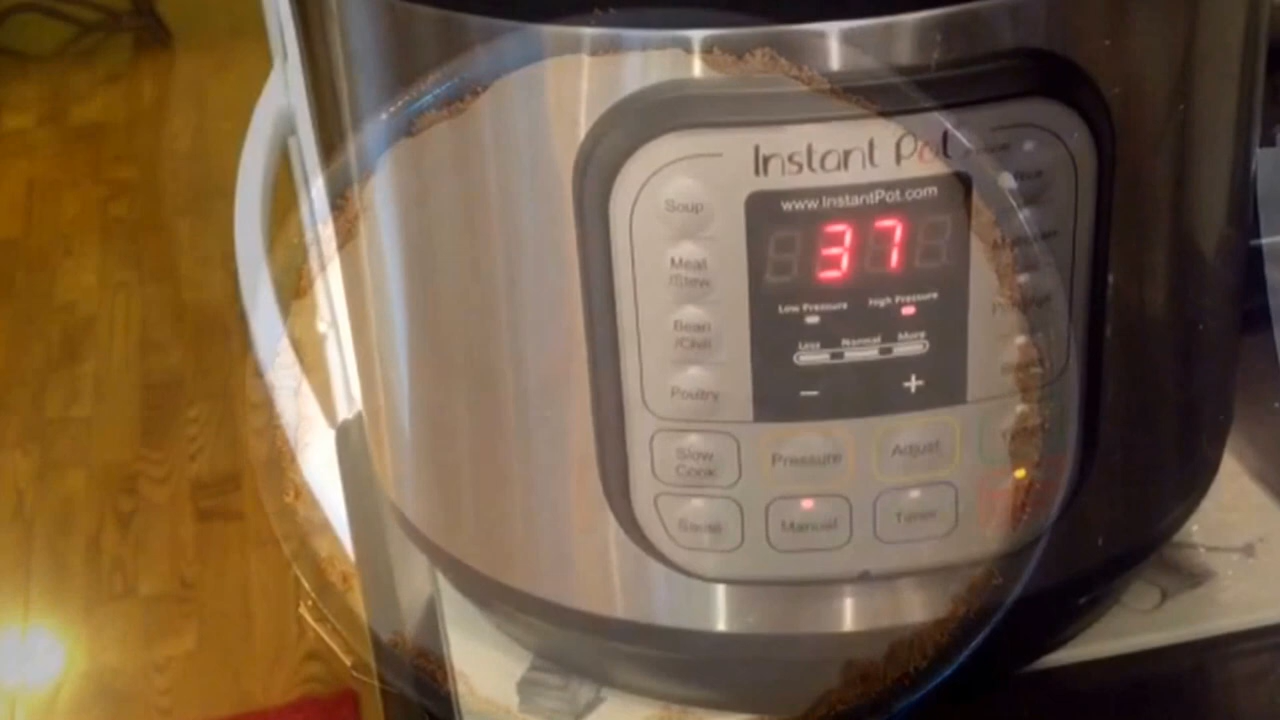 Instant Pot
www.InstantPot.com
Soup
37
Meat
/Stew
Low Pressure
High Pressure
Bean
/Chili
Less
Normal
More
Poultry
−
+
Slow
Cook
Pressure
Adjust
Sauté
Manual
Timer